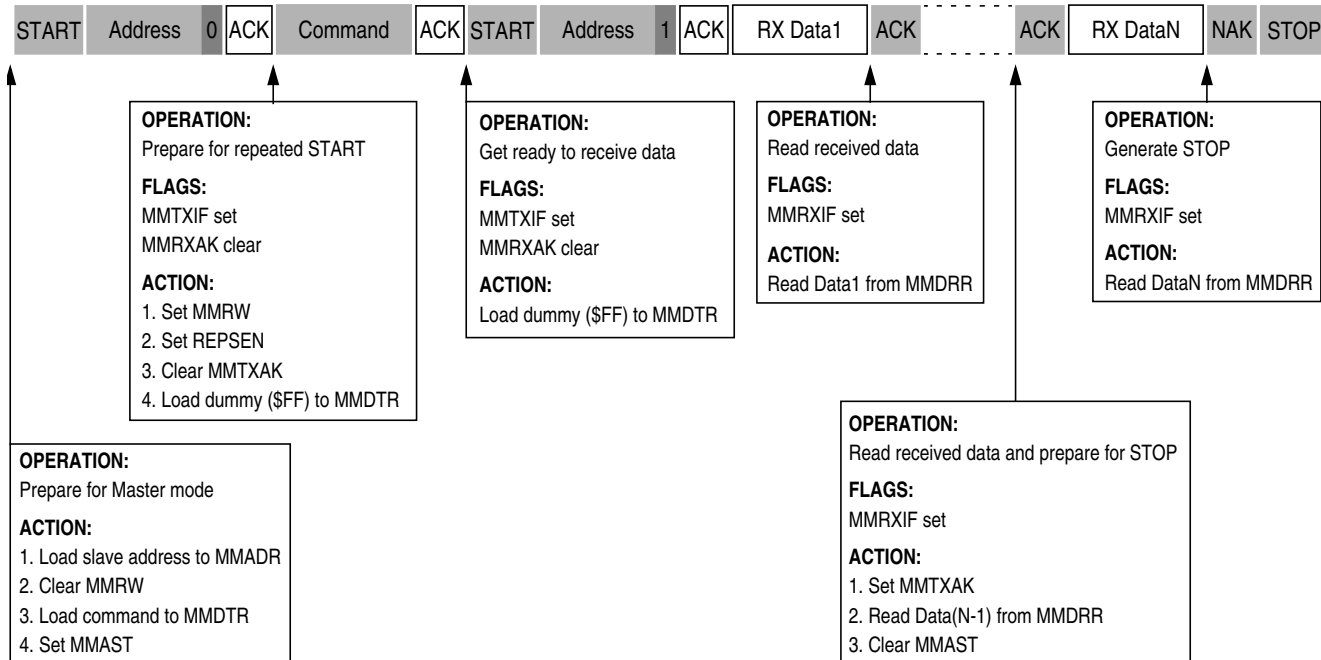 START Address 0 ACK Command ACK START Address 1 ACK RX Data1 ACK ACK RX DataN NAK STOP
OPERATION:
Prepare for repeated START
FLAGS:
MMTXIF set
MMRXAK clear
ACTION:
1. Set MMRW
2. Set REPSEN
3. Clear MMTXAK
4. Load dummy ($FF) to MMDTR
OPERATION:
Get ready to receive data
FLAGS:
MMTXIF set
MMRXAK clear
ACTION:
Load dummy ($FF) to MMDTR
OPERATION:
Read received data
FLAGS:
MMRXIF set
ACTION:
Read Data1 from MMDRR
OPERATION:
Generate STOP
FLAGS:
MMRXIF set
ACTION:
Read DataN from MMDRR
OPERATION:
Prepare for Master mode
ACTION:
1. Load slave address to MMADR
2. Clear MMRW
3. Load command to MMDTR
4. Set MMAST
OPERATION:
Read received data and prepare for STOP
FLAGS:
MMRXIF set
ACTION:
1. Set MMTXAK
2. Read Data(N-1) from MMDRR
3. Clear MMAST